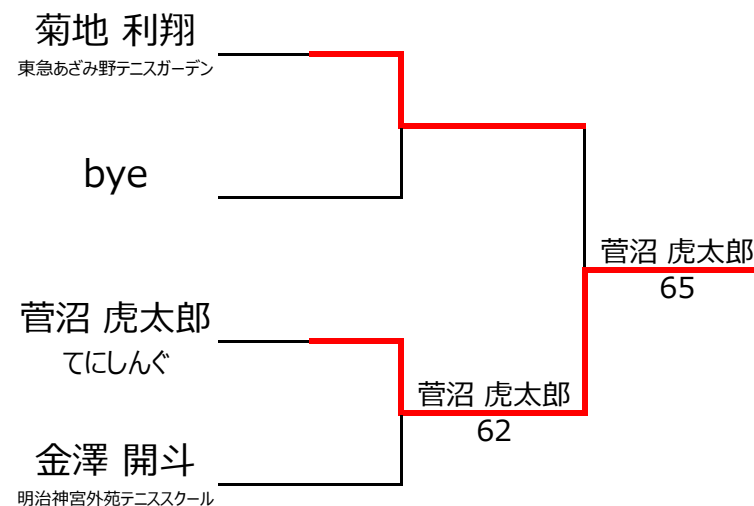 菊地 利翔
東急あざみ野テニスガーデン
bye
菅沼 虎太郎
てにしんぐ
金澤 開斗
明治神宮外苑テニススクール
菅沼 虎太郎
62
菅沼 虎太郎
65